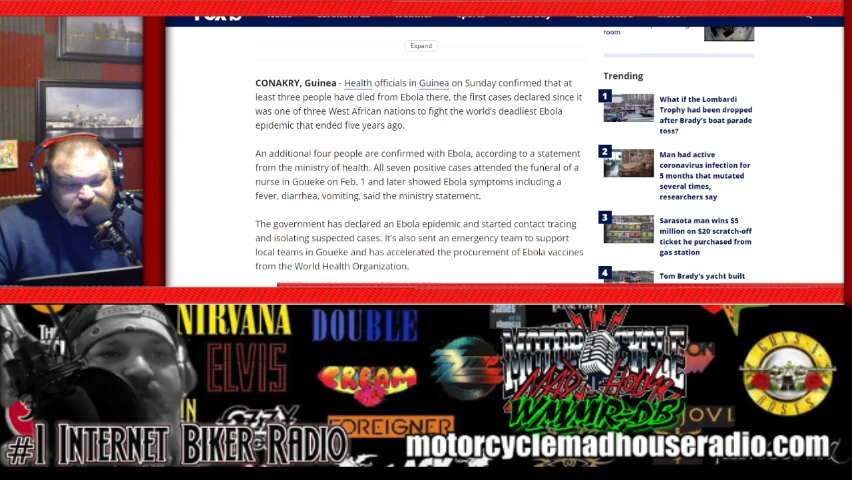 Expand
room
Trending
CONAKRY, Guinea - Health officials in Guinea on Sunday confirmed that at
least three people have died from Ebola there, the first cases declared since it
was one of three West African nations to fight the world's deadliest Ebola
epidemic that ended five years ago.
An additional four people are confirmed with Ebola, according to a statement
from the ministry of health. All seven positive cases attended the funeral of a
nurse in Goueke on Feb. 1 and later showed Ebola symptoms including a
fever, diarrhea, vomiting, said the ministry statement.
The government has declared an Ebola epidemic and started contact tracing
and isolating suspected cases. It's also sent an emergency team to support
local teams in Goueke and has accelerated the procurement of Ebola vaccines
from the World Health Organization.
1
What if the Lombardi
Trophy had been dropped
after Brady's boat parade
toss?
2
Man had active
coronavirus infection for
5 months that mutated
several times,
researchers say
3
Sarasota man wins $5
million on $20 scratch-off
ticket he purchased from
gas station
4
Tom Brady's yacht built
NIRVANA
DOUBLE
ELVIS
CREAM
FOREIGNER
STYX
MOTORCYCLE
MADHOUSE
WMMR-DB
GUNS N
ROSES
#1 INTERNET BIKER RADIO
motorcyclemadhouseradio.com